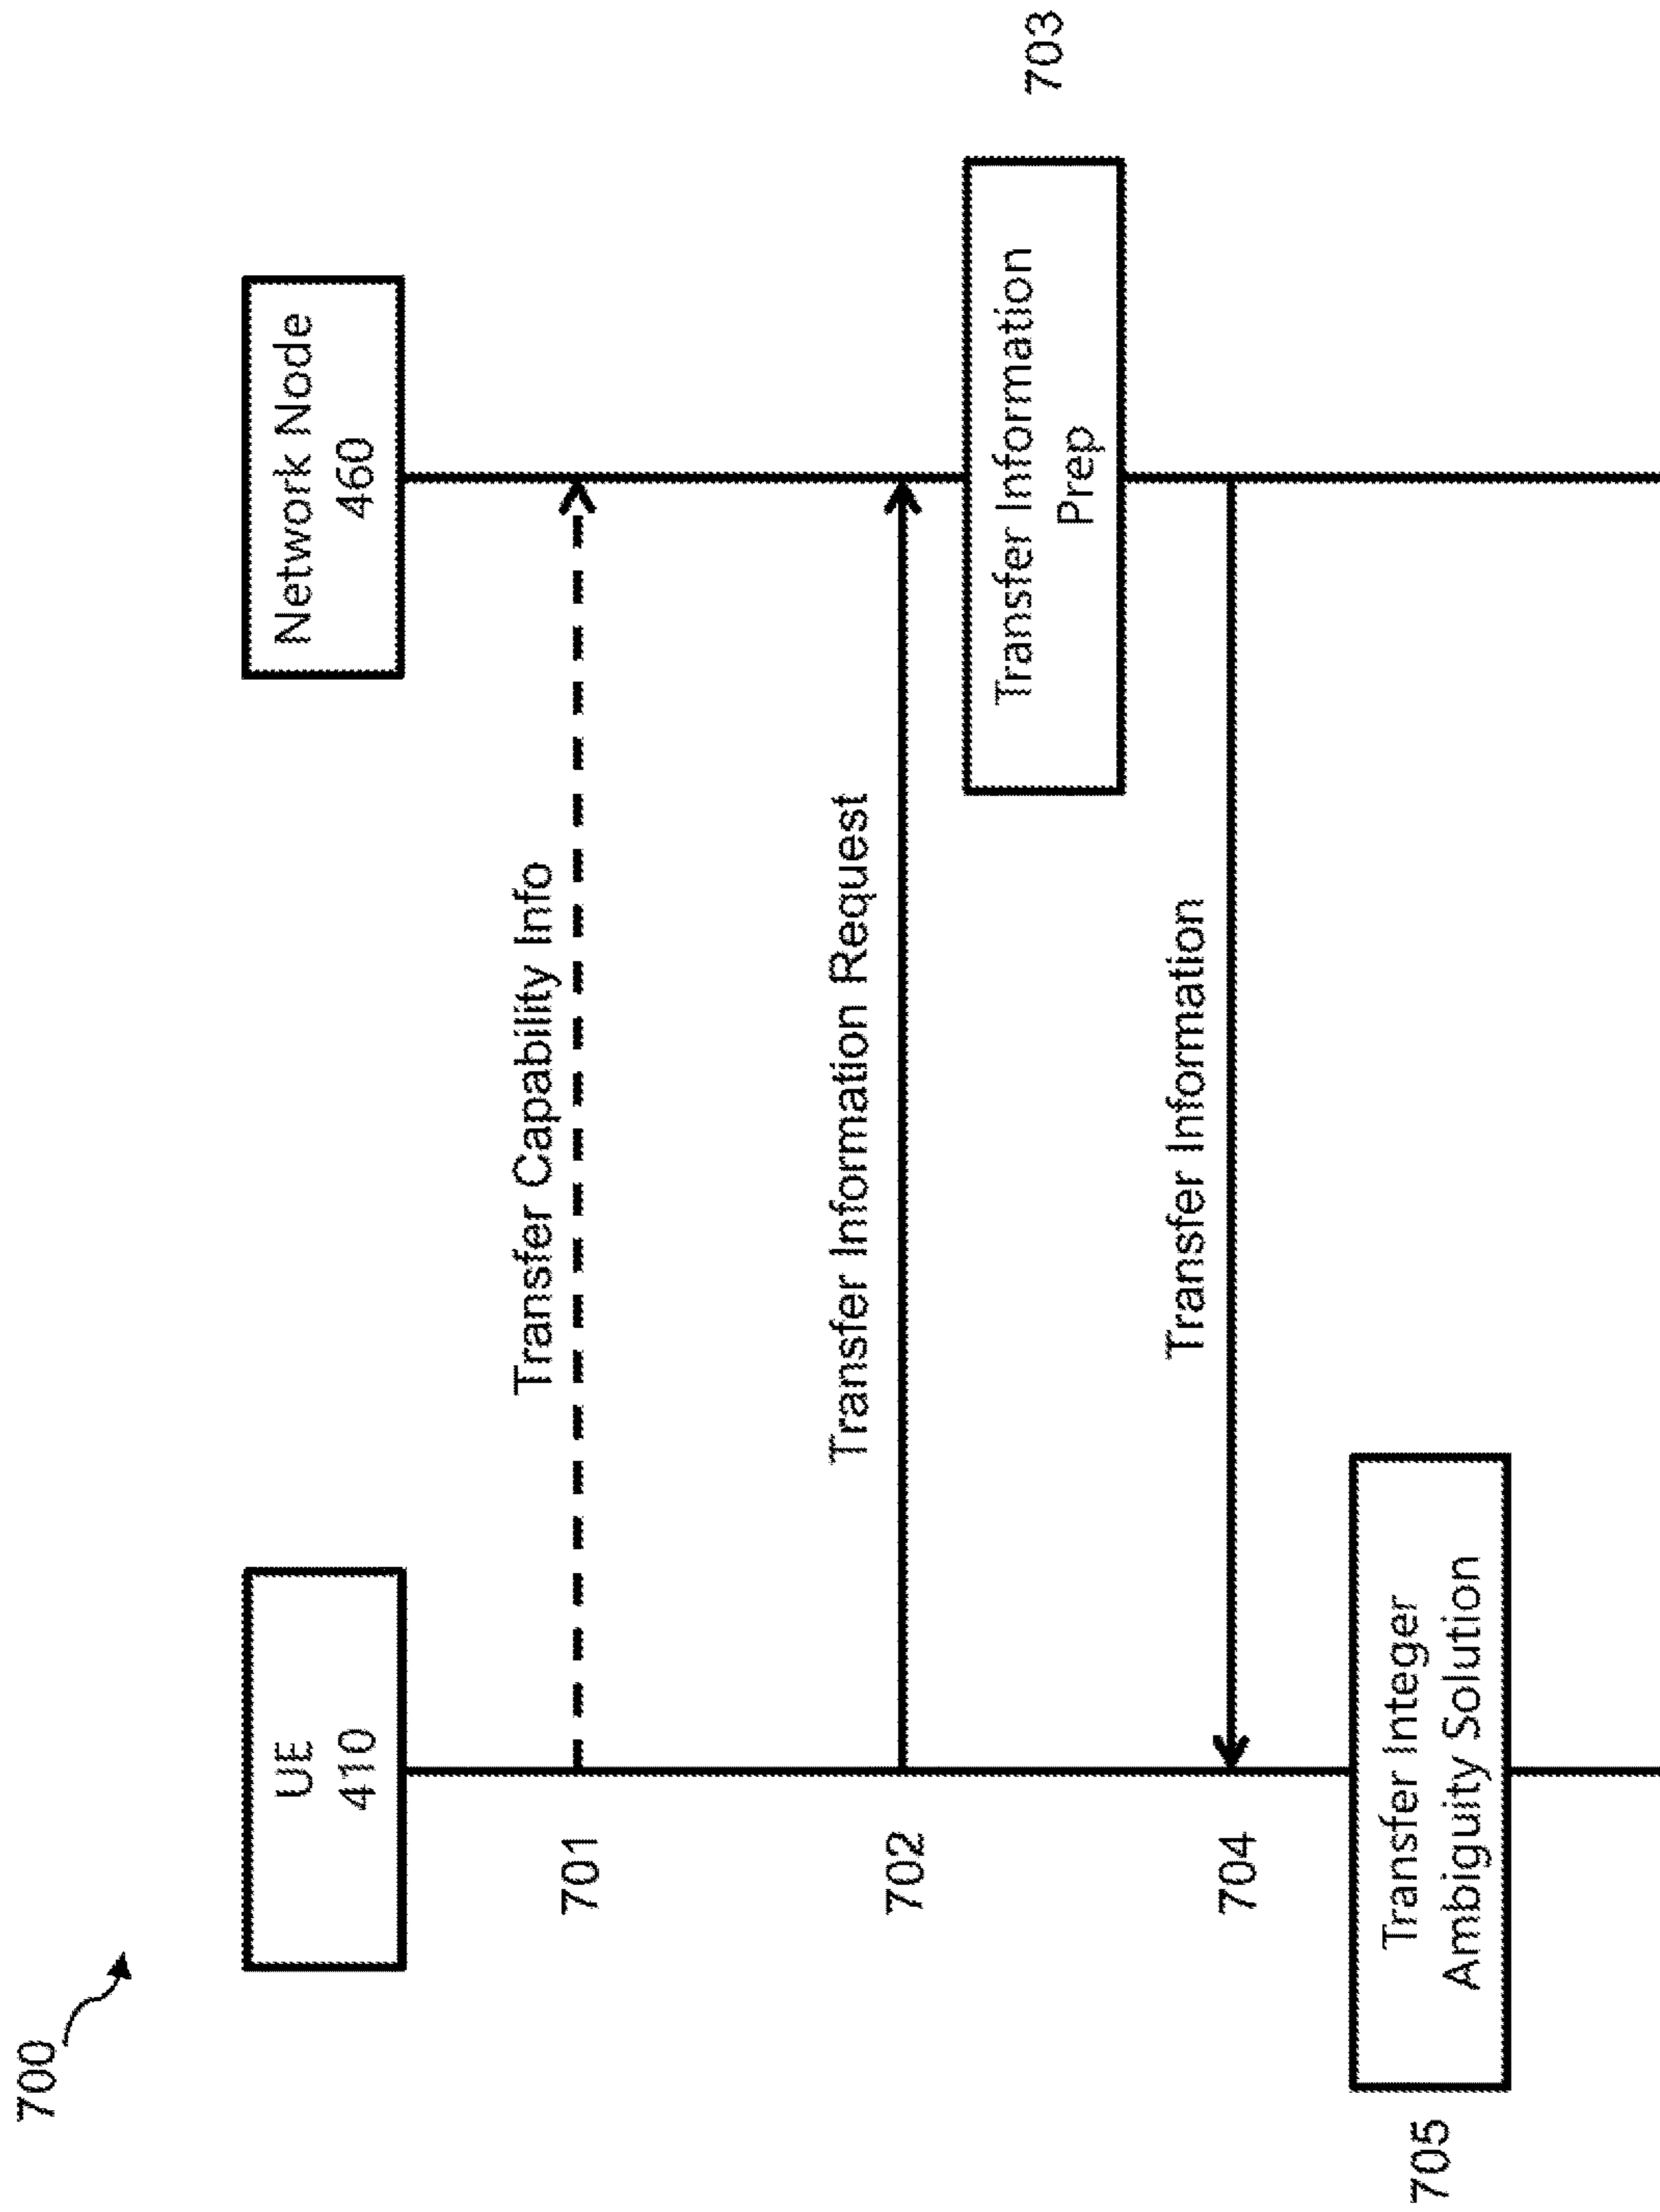 700
UE
410
Network Node
460
701
Transfer Capability Info
702
Transfer Information Request
Transfer Information
Prep
703
704
Transfer Information
705
Transfer Integer
Ambiguity Solution